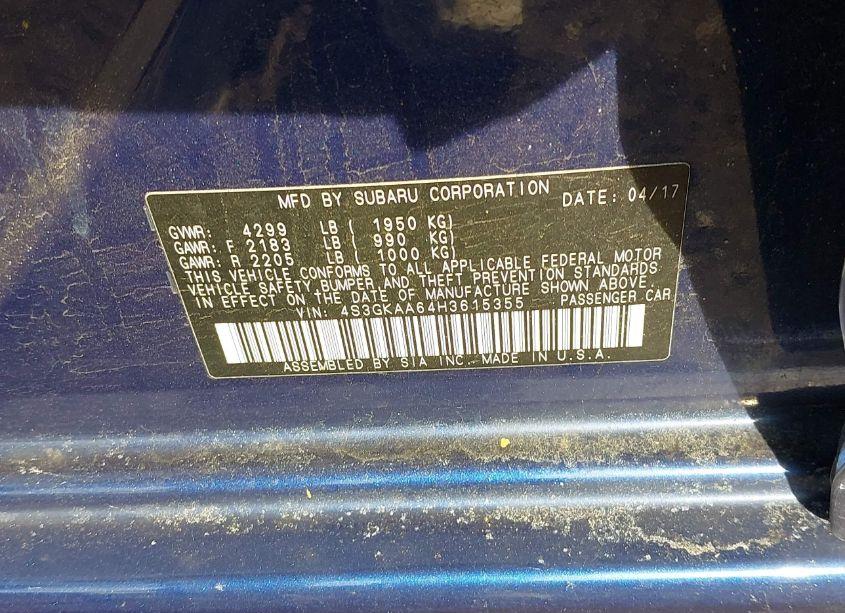 MFD BY SUBARU CORPORATION DATE: 04/17
GVWR: 4299 LB ( 1950 KG)
GAWR: F 2183 LB ( 990 KG)
GAWR: R 2205 LB ( 1000 KG)
THIS VEHICLE CONFORMS TO ALL APPLICABLE FEDERAL MOTOR
VEHICLE SAFETY,BUMPER AND THEFT PREVENTION STANDARDS
IN EFFECT ON THE DATE OF MANUFACTURE SHOWN ABOVE.
VIN: 4S3GKAA64H3615355 PASSENGER CAR
ASSEMBLED BY SIA INC. MADE IN U.S.A.